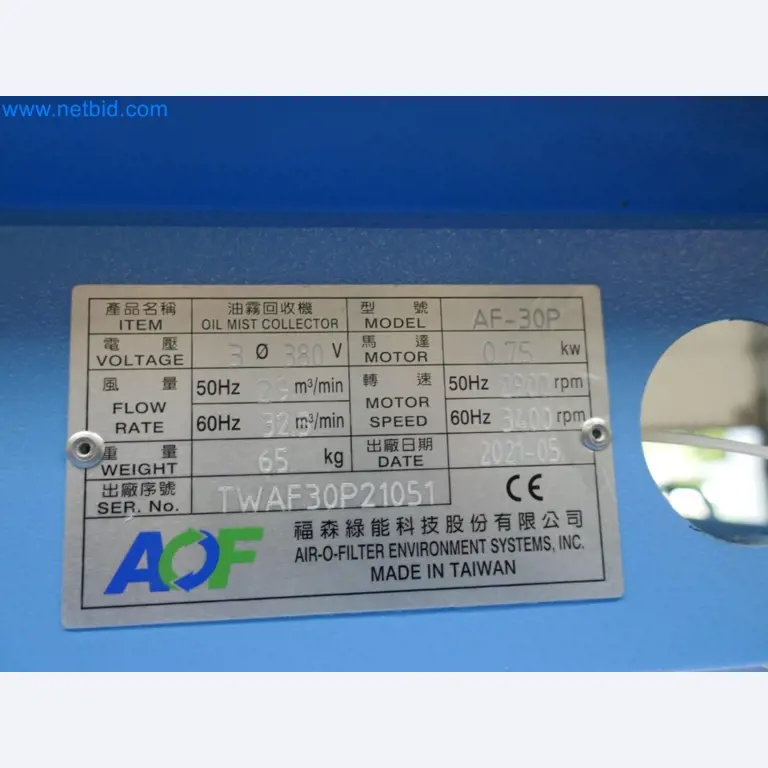 www.netbid.com
產品名稱 油霧回收機 型號
ITEM OIL MIST COLLECTOR MODEL AF-30P
電壓 馬達
VOLTAGE 3 Ø 380 V MOTOR 0.75 kw
風量 50Hz m³/min 轉速 50Hz rpm
FLOW RATE 60Hz m³/min MOTOR SPEED 60Hz 3400 rpm
重量 出廠日期
WEIGHT 65 kg DATE 2021-05
出廠序號
SER. No. TWAF30P21051 CE
AOF 福森綠能科技股份有限公司
AIR-O-FILTER ENVIRONMENT SYSTEMS, INC.
MADE IN TAIWAN